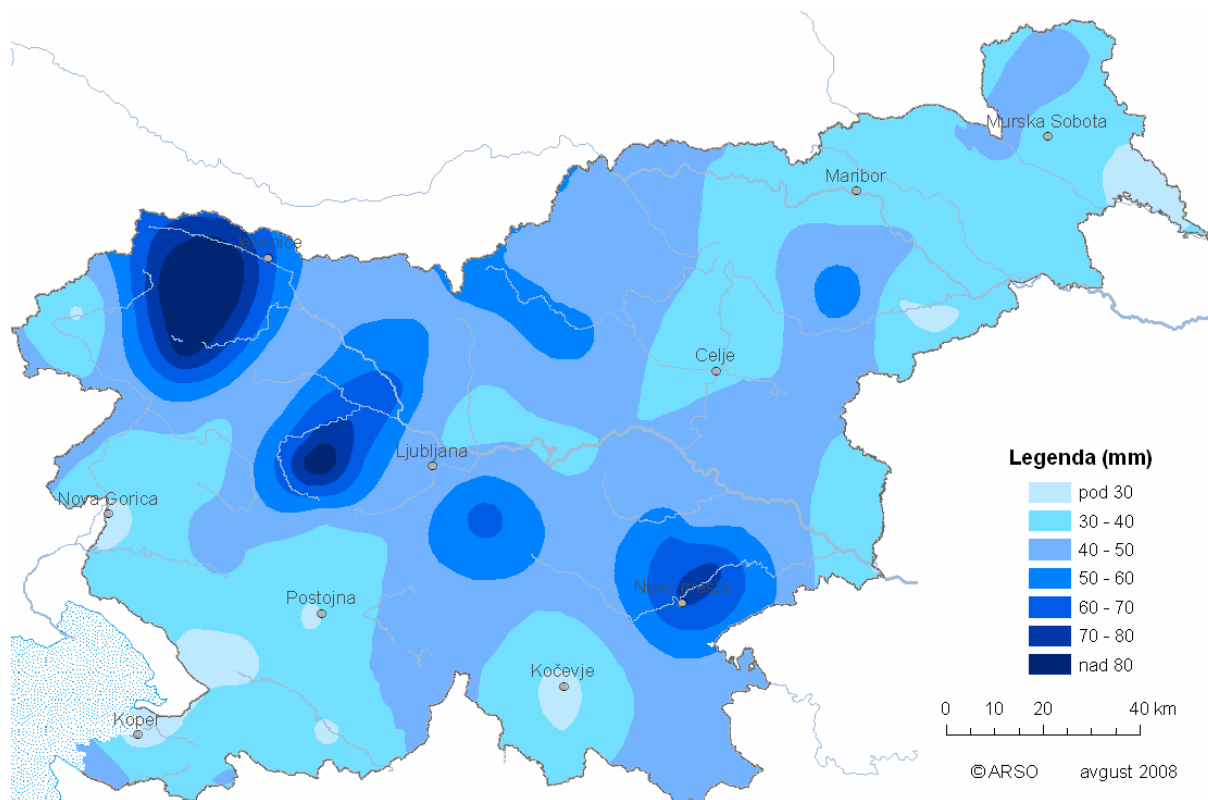 Murska Sobota
Maribor
Jesenice
Celje
Ljubljana
Nova Gorica
Novo mesto
Postojna
Kočevje
Koper
Legenda (mm)
pod 30
30 - 40
40 - 50
50 - 60
60 - 70
70 - 80
nad 80
0 10 20 40 km
©ARSO avgust 2008